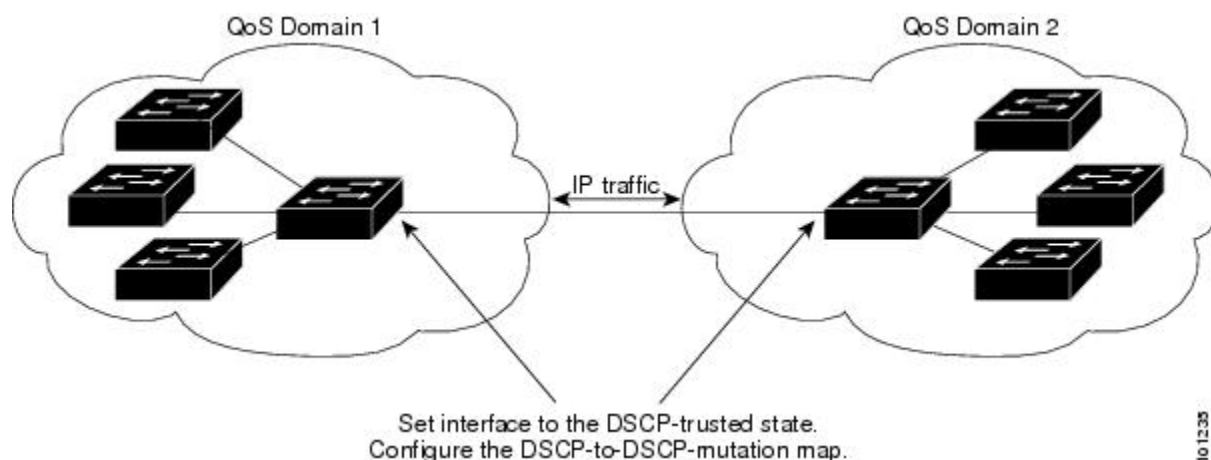 QoS Domain 1
QoS Domain 2
IP traffic
Set interface to the DSCP-trusted state.
Configure the DSCP-to-DSCP-mutation map.
101235